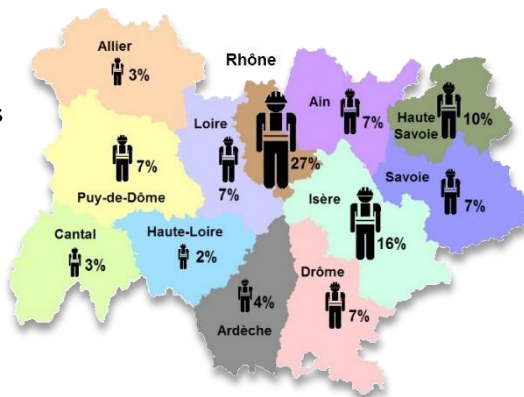 Allier
3%
Rhône
27%
Ain
7%
Haute
Savoie
10%
s
Loire
7%
Puy-de-Dôme
7%
Isère
16%
Savoie
7%
Cantal
3%
Haute-Loire
2%
Ardèche
4%
Drôme
7%